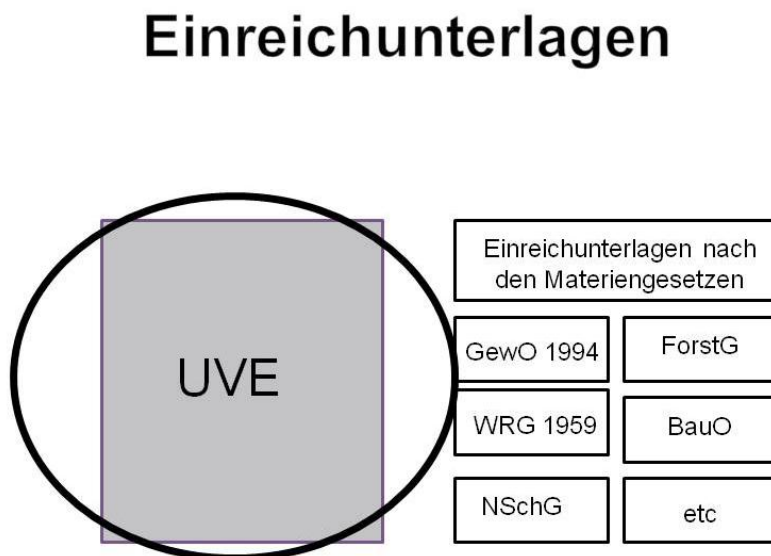 Einreichunterlagen
UVE
Einreichunterlagen nach
den Materiengesetzen
GewO 1994
ForstG
WRG 1959
BauO
NSchG
etc